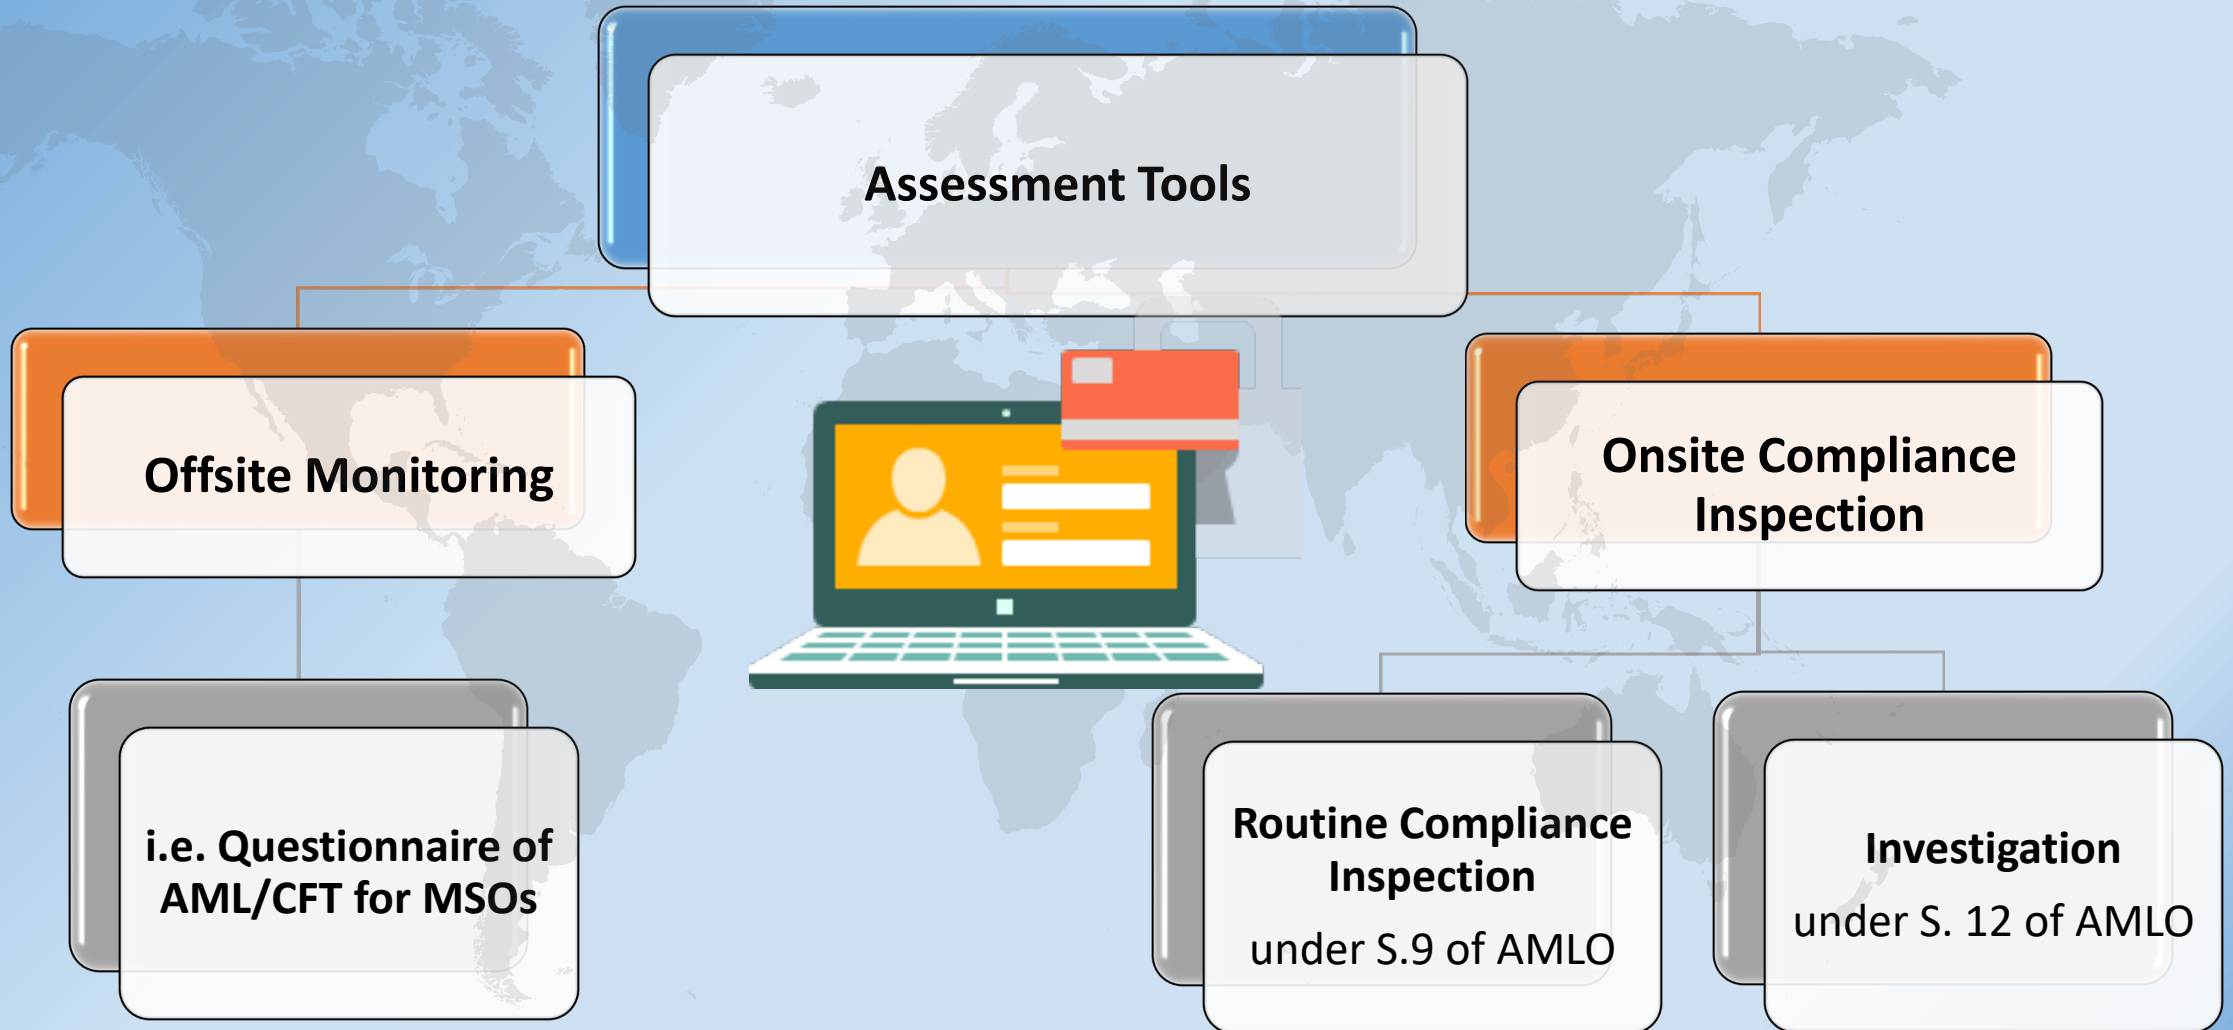 Assessment Tools
Offsite Monitoring
Onsite Compliance
Inspection
i.e. Questionnaire of
AML/CFT for MSOs
Routine Compliance
Inspection
under S.9 of AMLO
Investigation
under S. 12 of AMLO